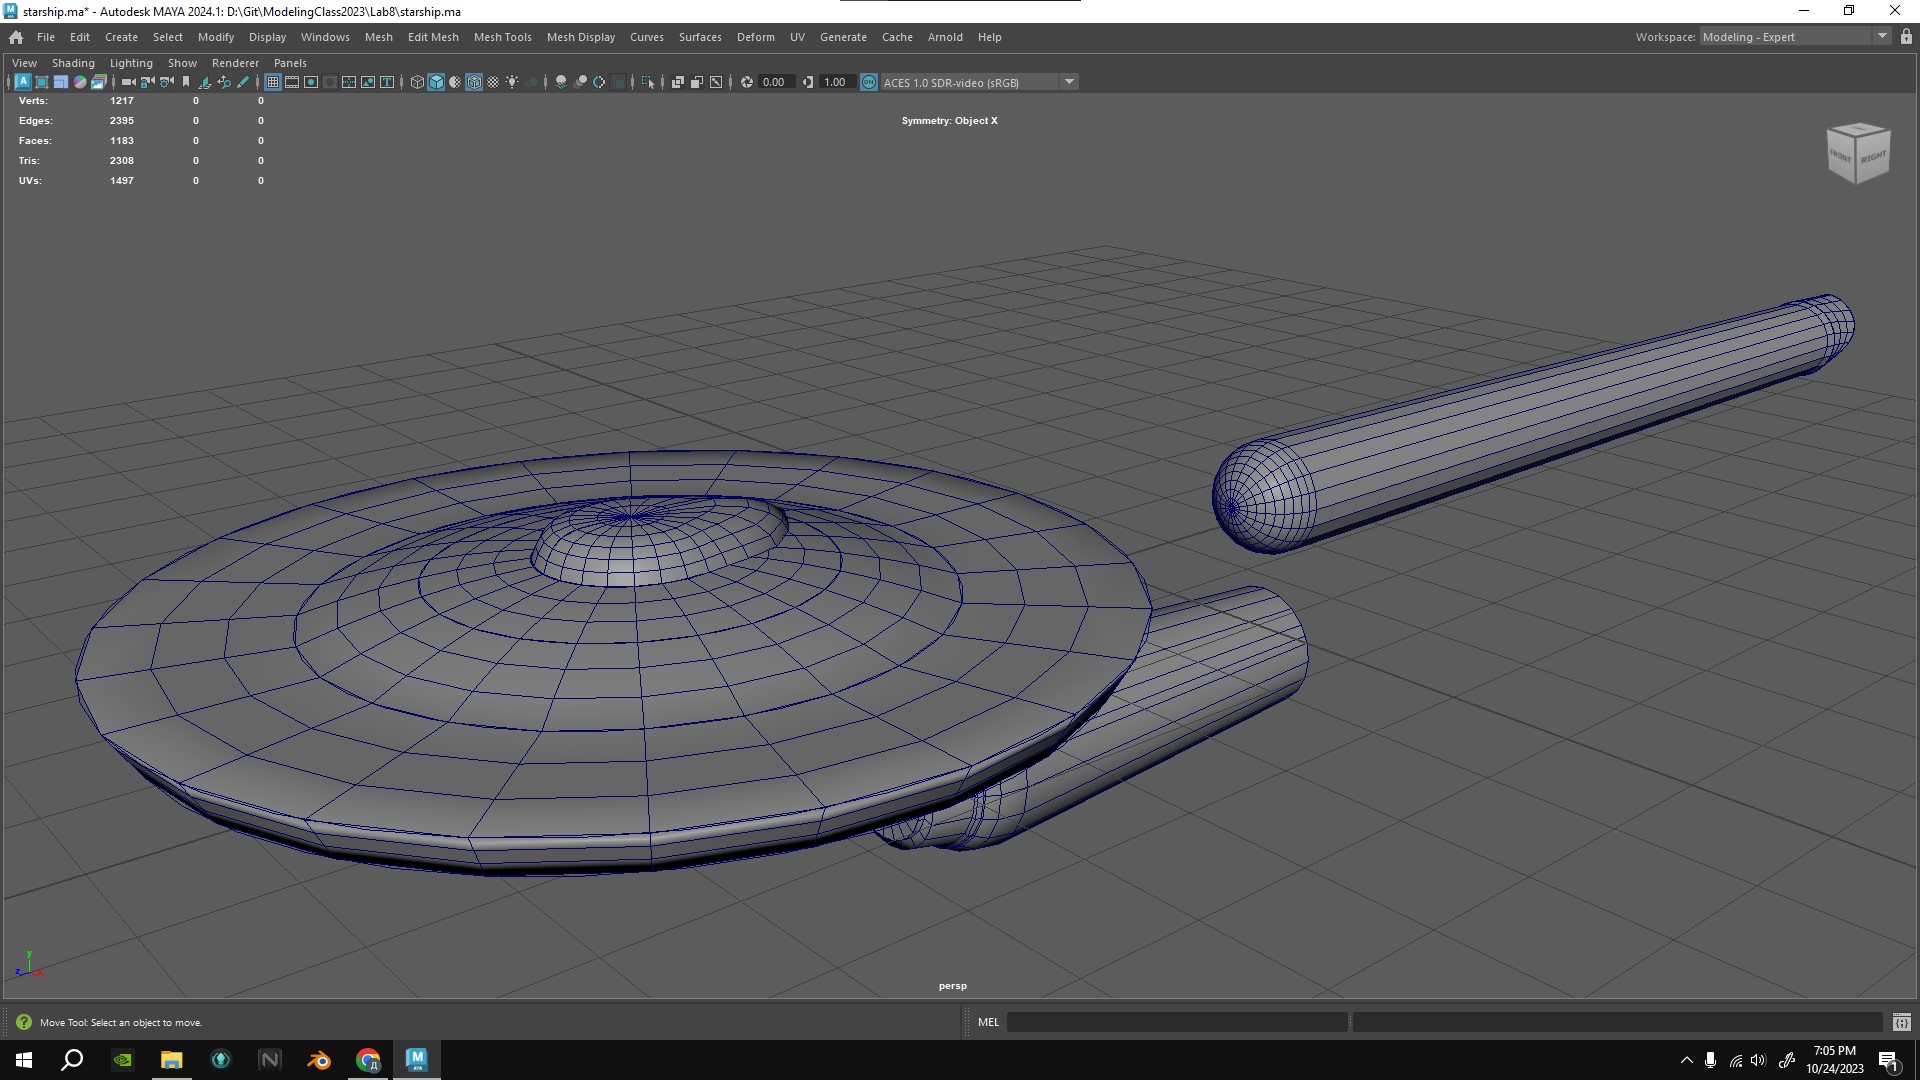 starship.ma* - Autodesk MAYA 2024.1: D:\Git\ModelingClass2023\Lab8\starship.ma
File Edit Create Select Modify Display Windows Mesh Edit Mesh Mesh Tools Mesh Display Curves Surfaces Deform UV Generate Cache Arnold Help Workspace: Modeling - Expert
View Shading Lighting Show Renderer Panels
0.00 1.00 ON ACES 1.0 SDR-video (sRGB)
Verts: 1217 0 0
Edges: 2395 0 0
Faces: 1183 0 0
Tris: 2308 0 0
UVs: 1497 0 0
Symmetry: Object X
FRONT RIGHT
y
z x
persp
Move Tool: Select an object to move.
MEL
7:05 PM
10/24/2023
1